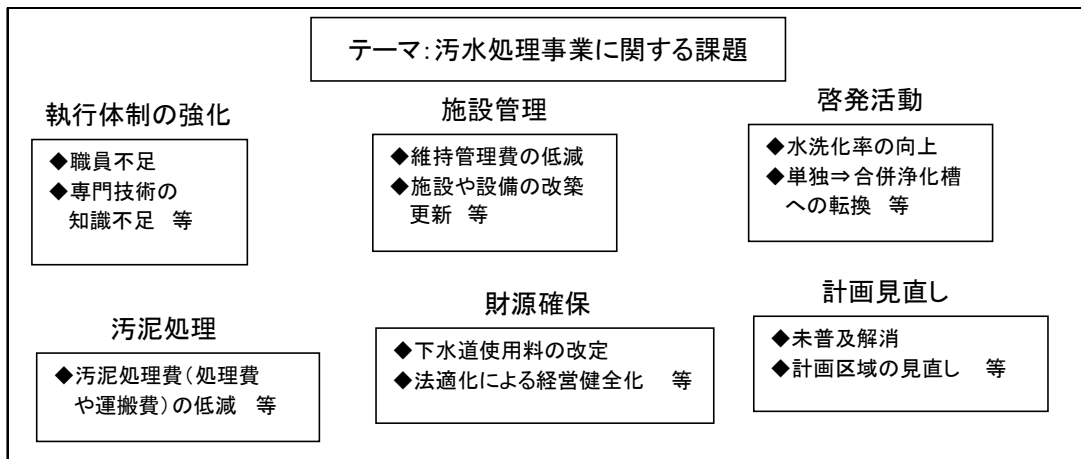 テーマ:汚水処理事業に関する課題
執行体制の強化
◆職員不足
◆専門技術の
知識不足 等
施設管理
◆維持管理費の低減
◆施設や設備の改築
更新 等
啓発活動
◆水洗化率の向上
◆単独⇒合併浄化槽
への転換 等
汚泥処理
◆汚泥処理費(処理費
や運搬費)の低減 等
財源確保
◆下水道使用料の改定
◆法適化による経営健全化 等
計画見直し
◆未普及解消
◆計画区域の見直し 等